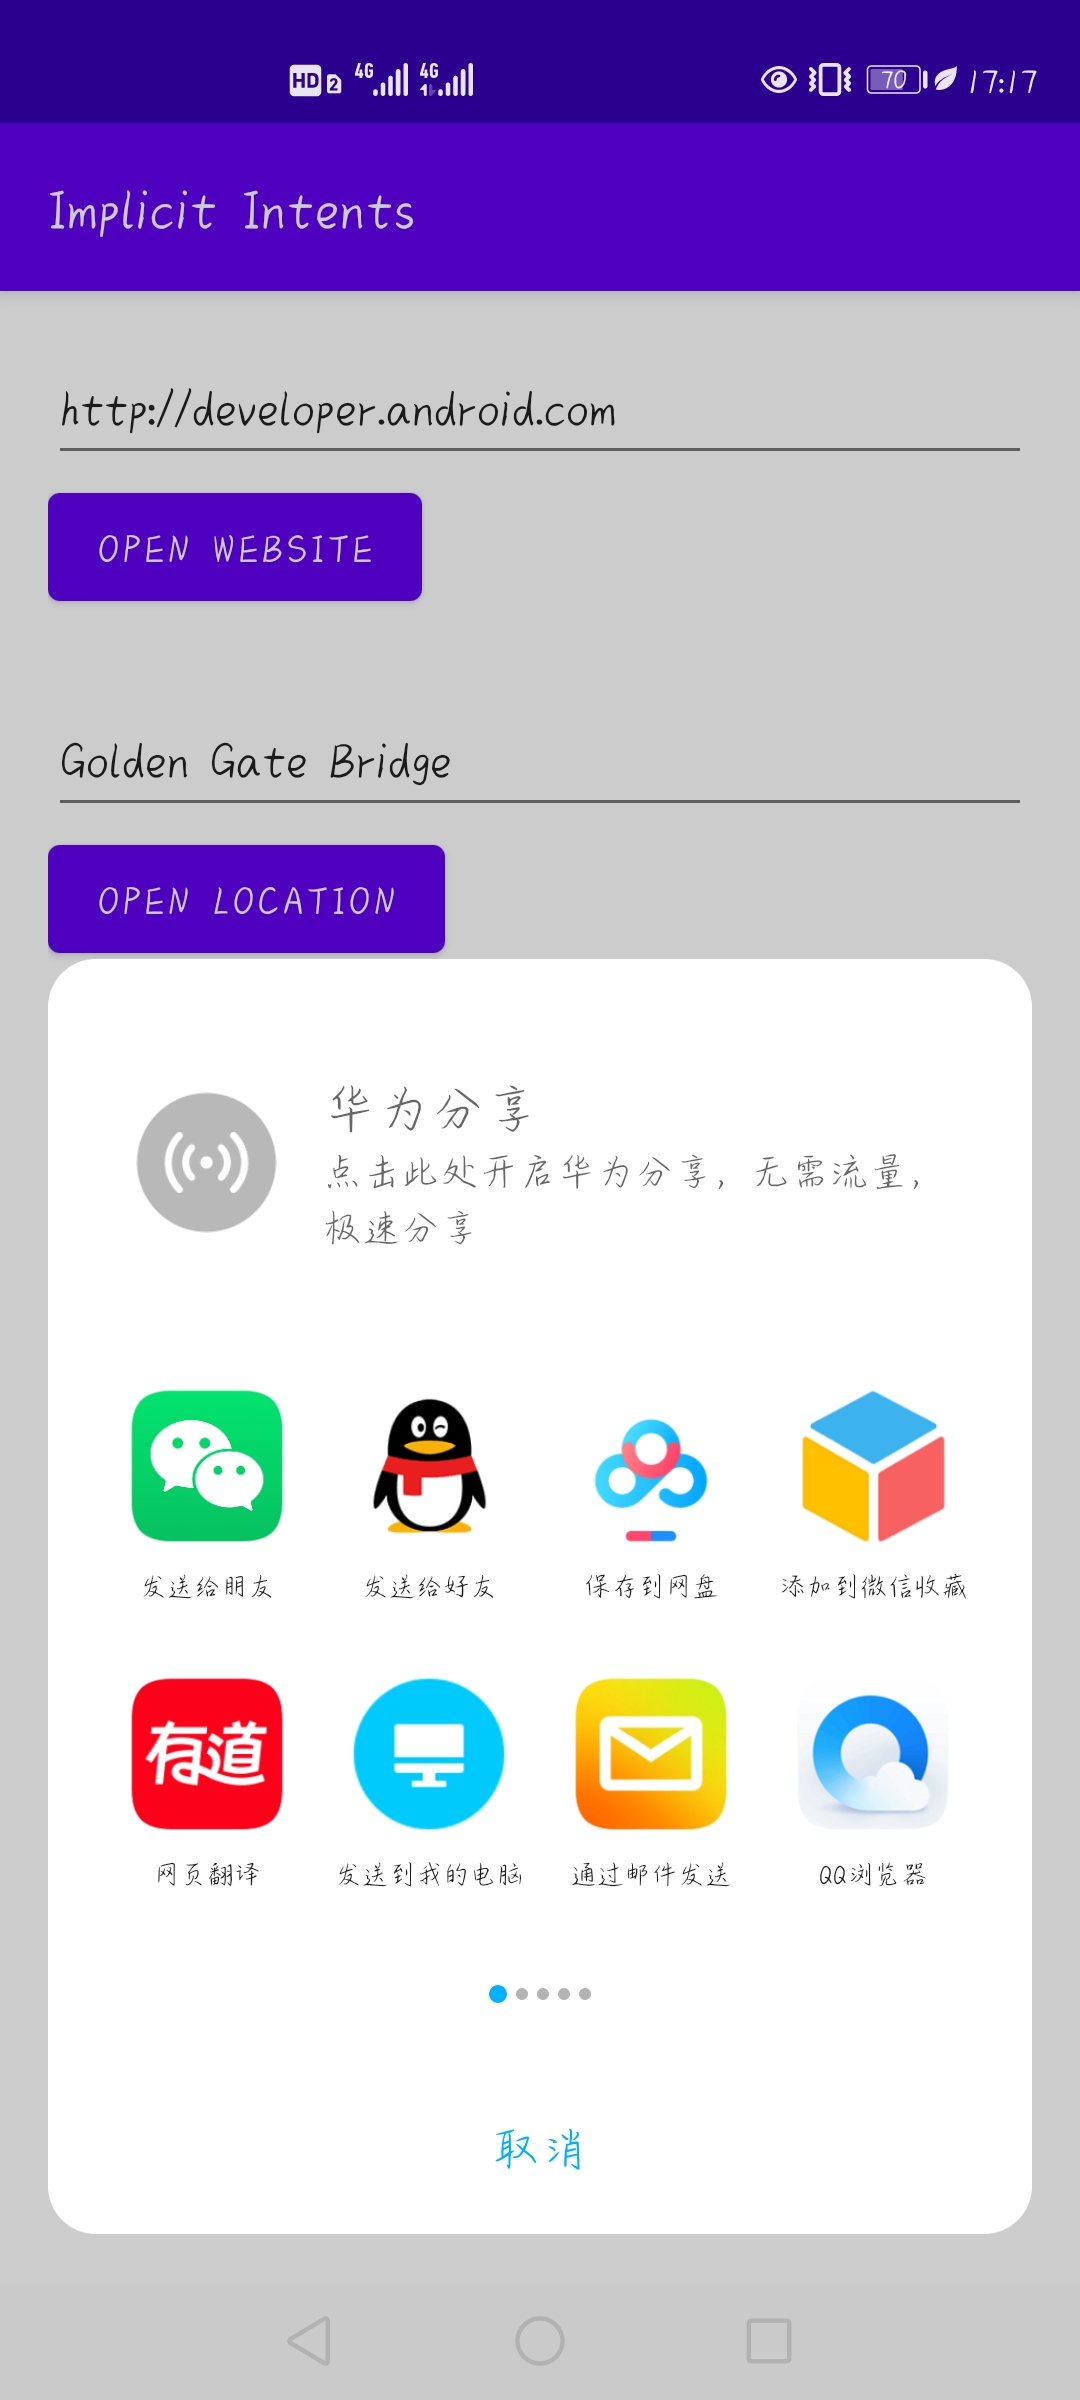 HD 2 4G 4G 1 70 17:17
Implicit Intents
http://developer.android.com
OPEN WEBSITE
Golden Gate Bridge
OPEN LOCATION
华为分享
点击此处开启华为分享，无需流量，
极速分享
发送给朋友 发送给好友 保存到网盘 添加到微信收藏
有道
网页翻译 发送到我的电脑 通过邮件发送 QQ浏览器
取消